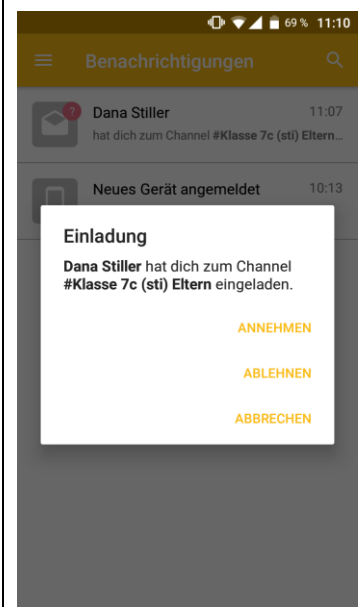 69 % 11:10
Benachrichtigungen
?
Dana Stiller 11:07
hat dich zum Channel #Klasse 7c (sti) Eltern...
Neues Gerät angemeldet 10:13
Einladung
Dana Stiller hat dich zum Channel
#Klasse 7c (sti) Eltern eingeladen.
ANNEHMEN
ABLEHNEN
ABBRECHEN